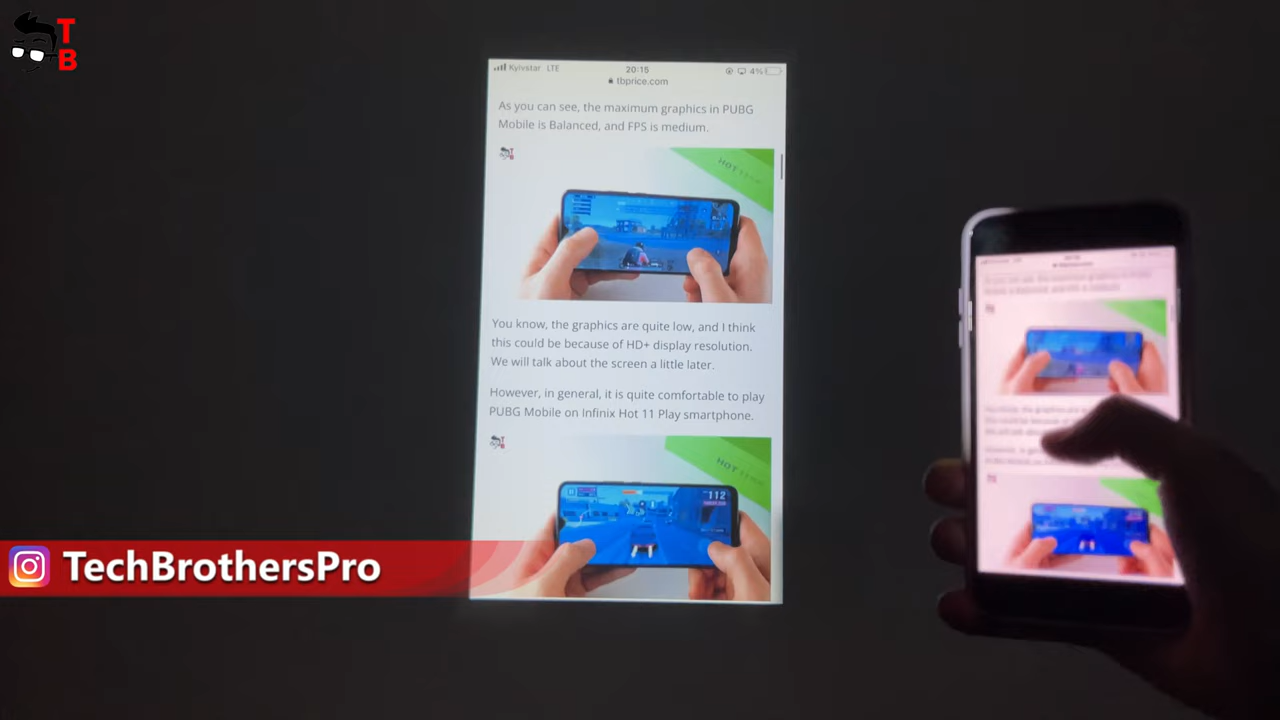 T
B
Kyivstar LTE
20:15
4%
tbprice.com
As you can see, the maximum graphics in PUBG
Mobile is Balanced, and FPS is medium.
T
B
HOT
You know, the graphics are quite low, and I think
this could be because of HD+ display resolution.
We will talk about the screen a little later.
However, in general, it is quite comfortable to play
PUBG Mobile on Infinix Hot 11 Play smartphone.
T
B
HOT
112
TechBrothersPro